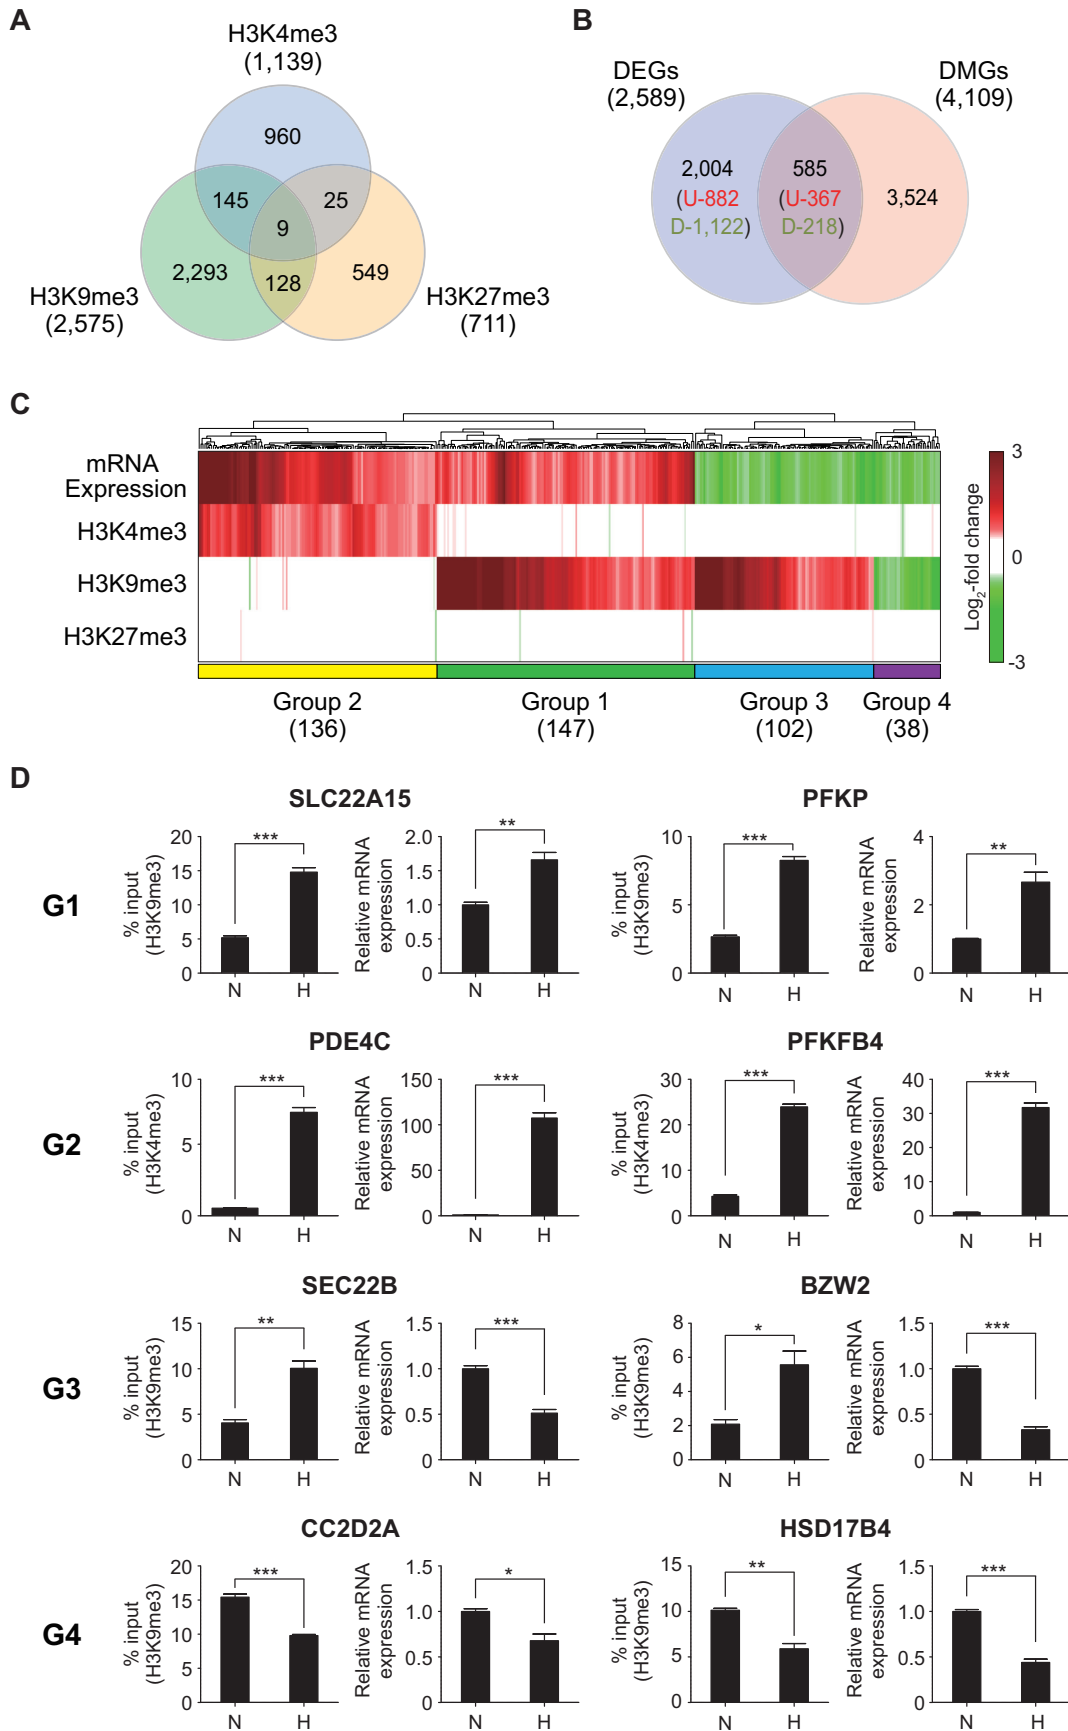 A
H3K4me3
(1,139)
960
145
25
9
2,293
128
549
H3K9me3
(2,575)
H3K27me3
(711)
B
DEGs
(2,589)
DMGs
(4,109)
2,004
(U-882
D-1,122)
585
(U-367
D-218)
3,524
C
mRNA
Expression
H3K4me3
H3K9me3
H3K27me3
3
0
-3
Log2-fold change
Group 2
(136)
Group 1
(147)
Group 3
(102)
Group 4
(38)
D
G1
SLC22A15
% input
(H3K9me3)
20
15
10
5
0
***
N H
Relative mRNA
expression
2.0
1.5
1.0
0.5
0
**
N H
PFKP
% input
(H3K9me3)
10
5
0
***
N H
Relative mRNA
expression
4
2
0
**
N H
G2
PDE4C
% input
(H3K4me3)
10
5
0
***
N H
Relative mRNA
expression
150
100
50
0
***
N H
PFKFB4
% input
(H3K4me3)
30
20
10
0
***
N H
Relative mRNA
expression
40
30
20
10
0
***
N H
G3
SEC22B
% input
(H3K9me3)
15
10
5
0
**
N H
Relative mRNA
expression
1.5
1.0
0.5
0
***
N H
BZW2
% input
(H3K9me3)
8
6
4
2
0
*
N H
Relative mRNA
expression
1.5
1.0
0.5
0
***
N H
G4
CC2D2A
% input
(H3K9me3)
20
15
10
5
0
***
N H
Relative mRNA
expression
1.5
1.0
0.5
0
*
N H
HSD17B4
% input
(H3K9me3)
15
10
5
0
**
N H
Relative mRNA
expression
1.5
1.0
0.5
0
***
N H